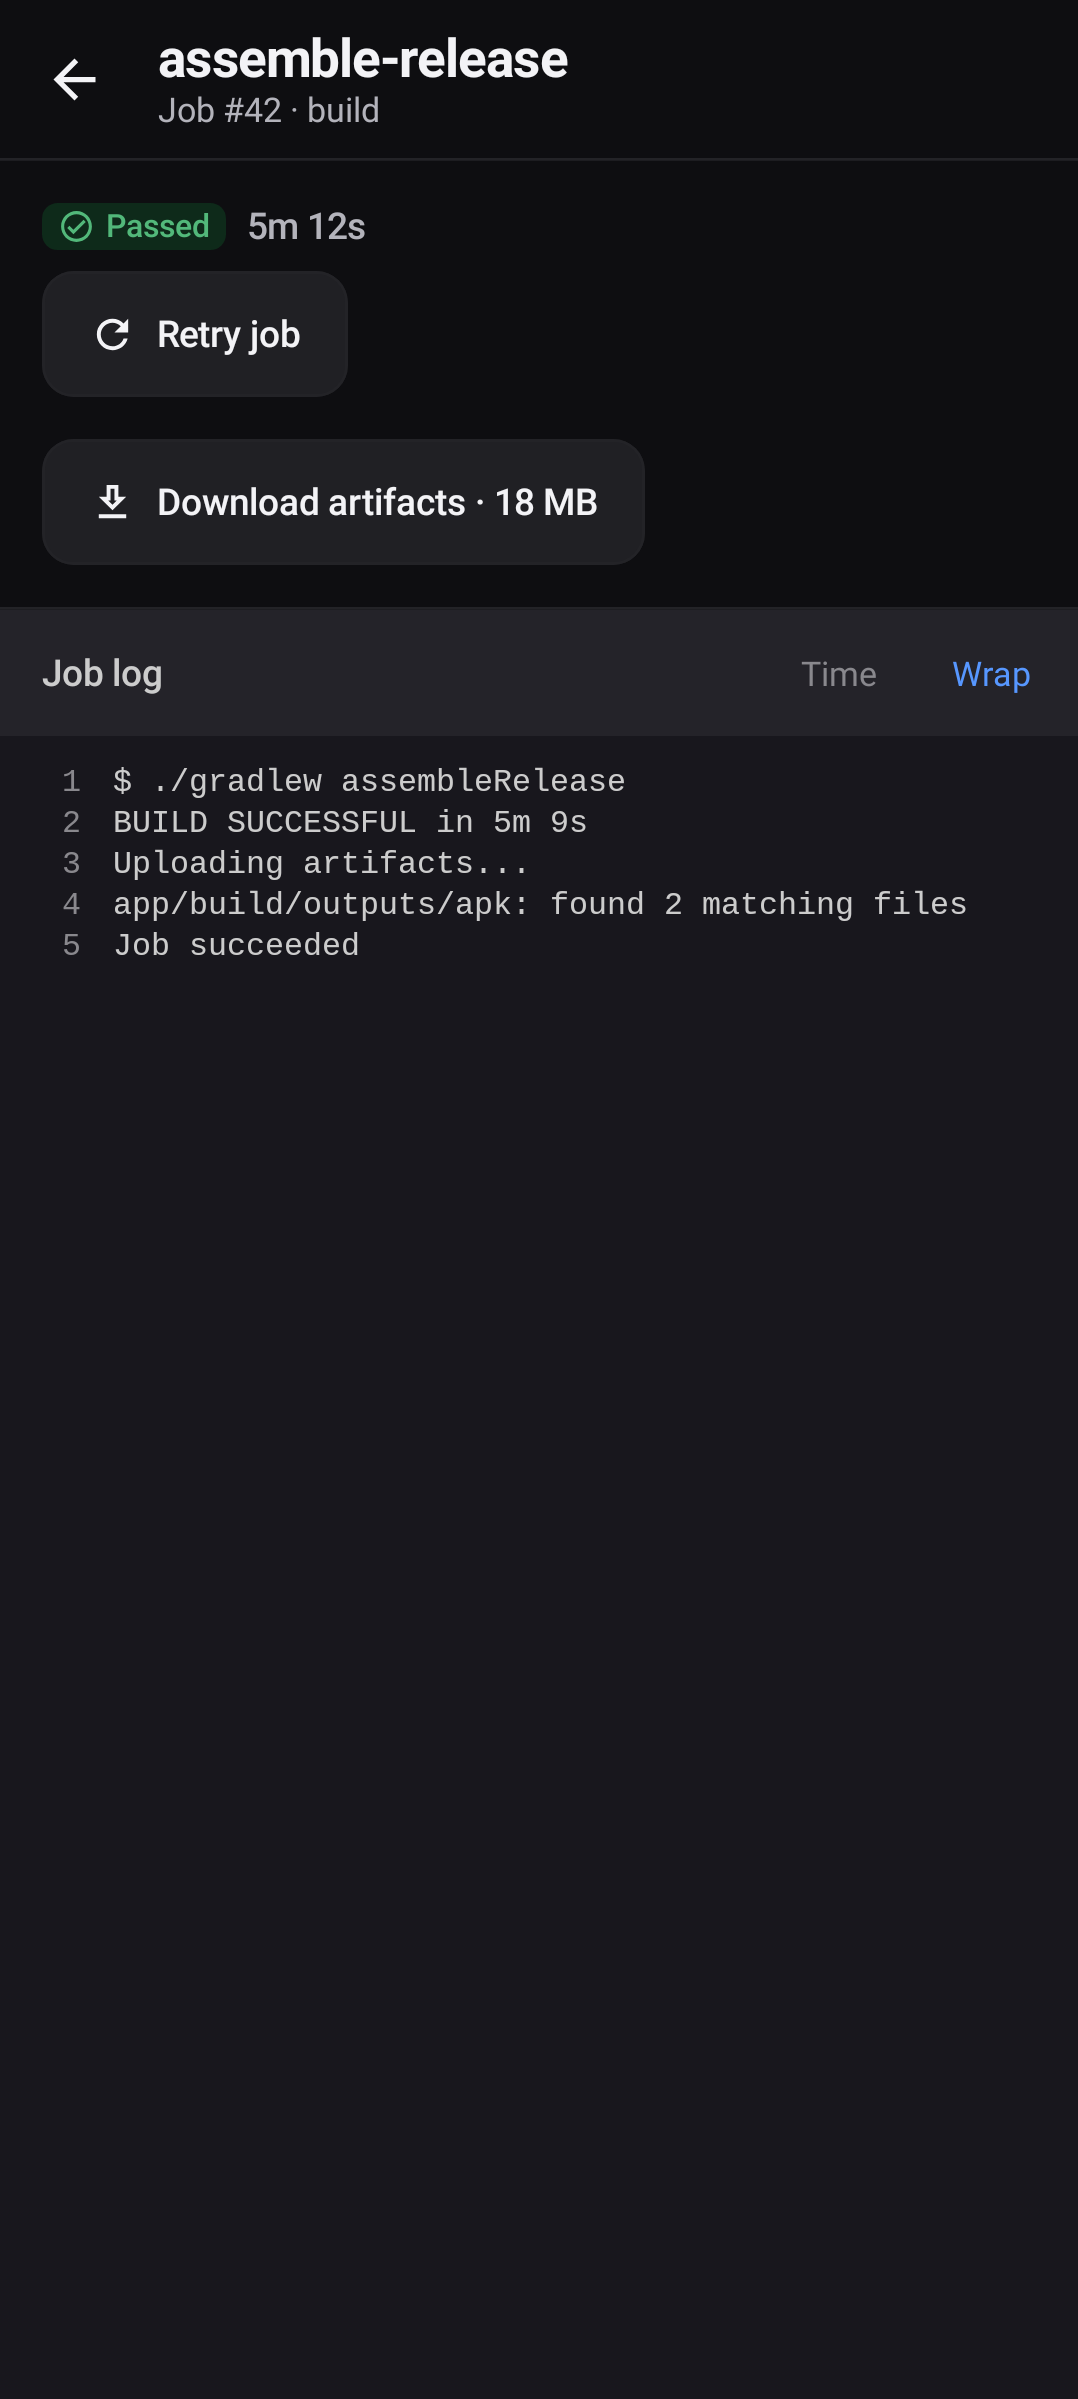 assemble-release
Job #42 · build
Passed 5m 12s
Retry job
Download artifacts · 18 MB
Job log Time Wrap
1 $ ./gradlew assembleRelease
2 BUILD SUCCESSFUL in 5m 9s
3 Uploading artifacts...
4 app/build/outputs/apk: found 2 matching files
5 Job succeeded